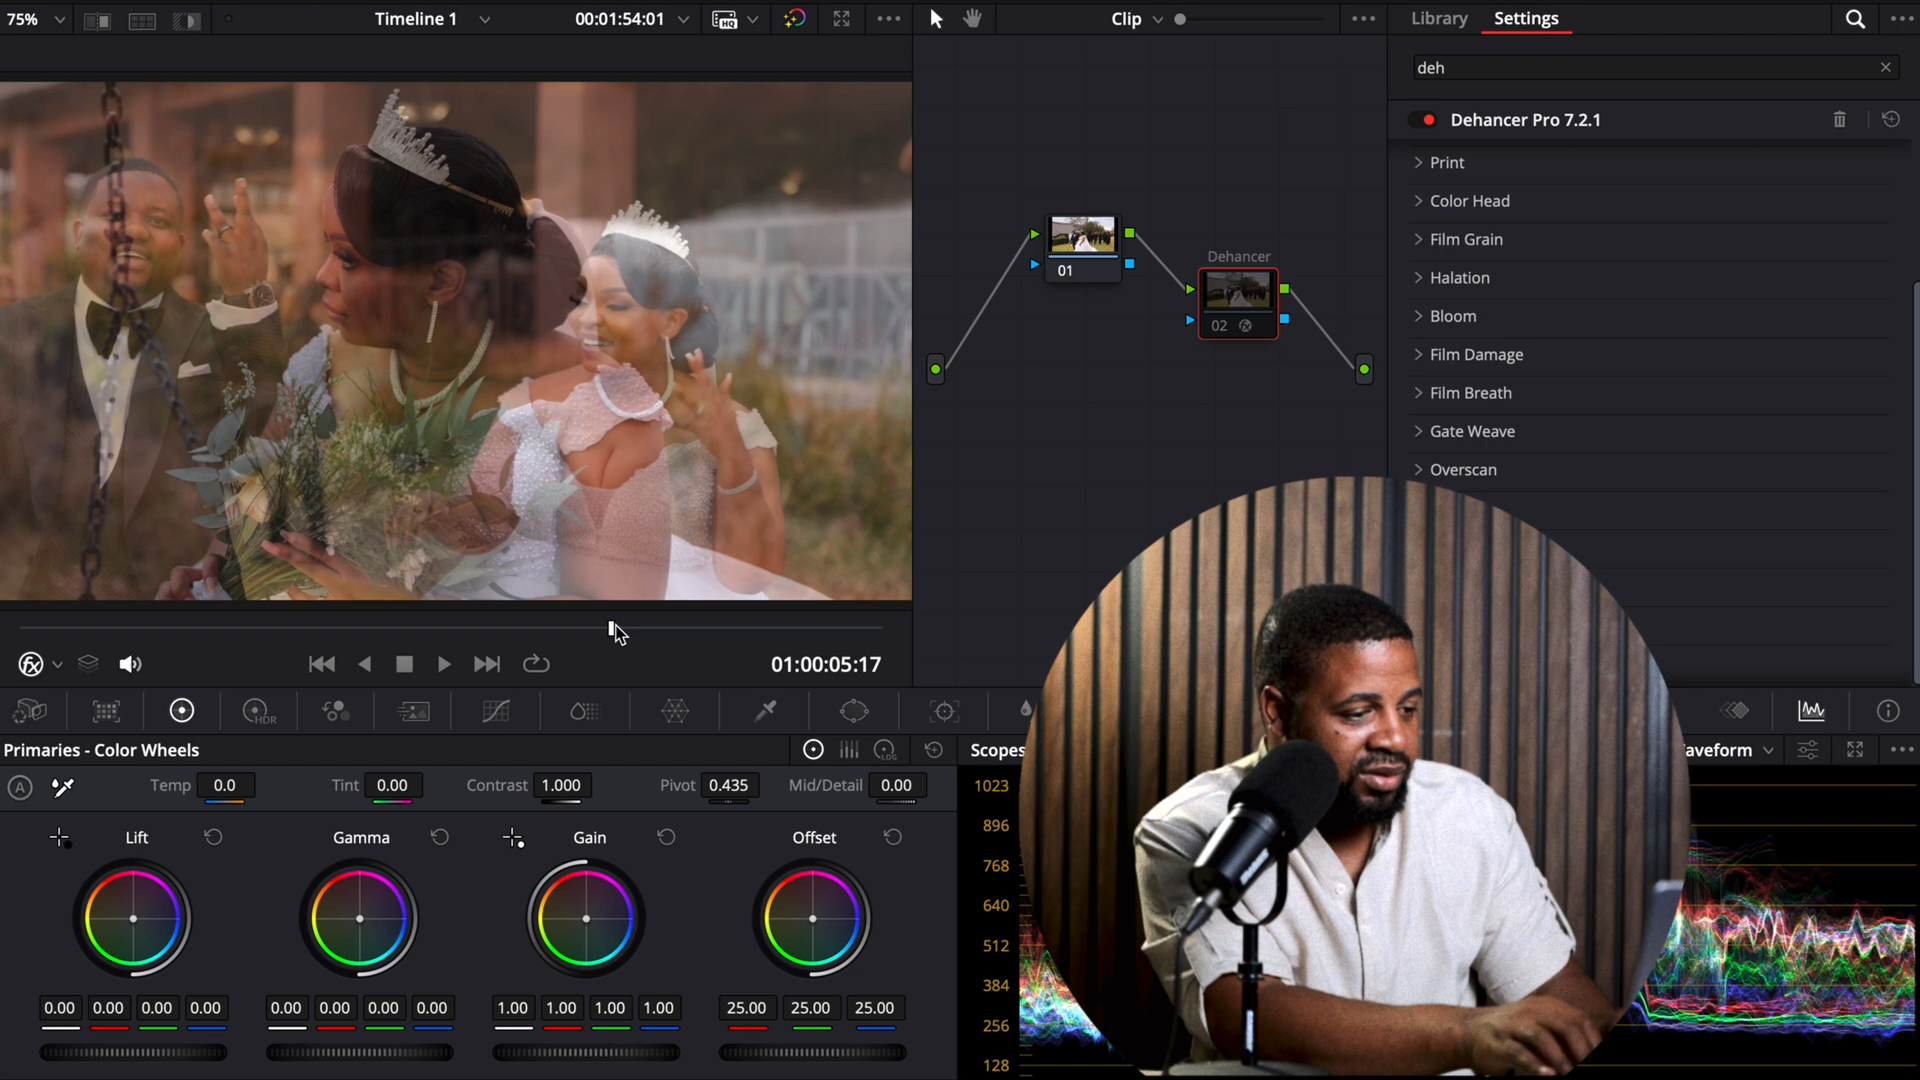 75%
Timeline 1
00:01:54:01
HQ
Clip
Library
Settings
deh
Dehancer Pro 7.2.1
Print
Color Head
Film Grain
Halation
Bloom
Film Damage
Film Breath
Gate Weave
Overscan
01
Dehancer
02
fx
fx
01:00:05:17
HDR
Primaries - Color Wheels
LOG
Scopes
aveform
A
Temp 0.0
Tint 0.00
Contrast 1.000
Pivot 0.435
Mid/Detail 0.00
Lift
Gamma
Gain
Offset
0.00 0.00 0.00 0.00
0.00 0.00 0.00 0.00
1.00 1.00 1.00 1.00
25.00 25.00 25.00
1023
896
768
640
512
384
256
128